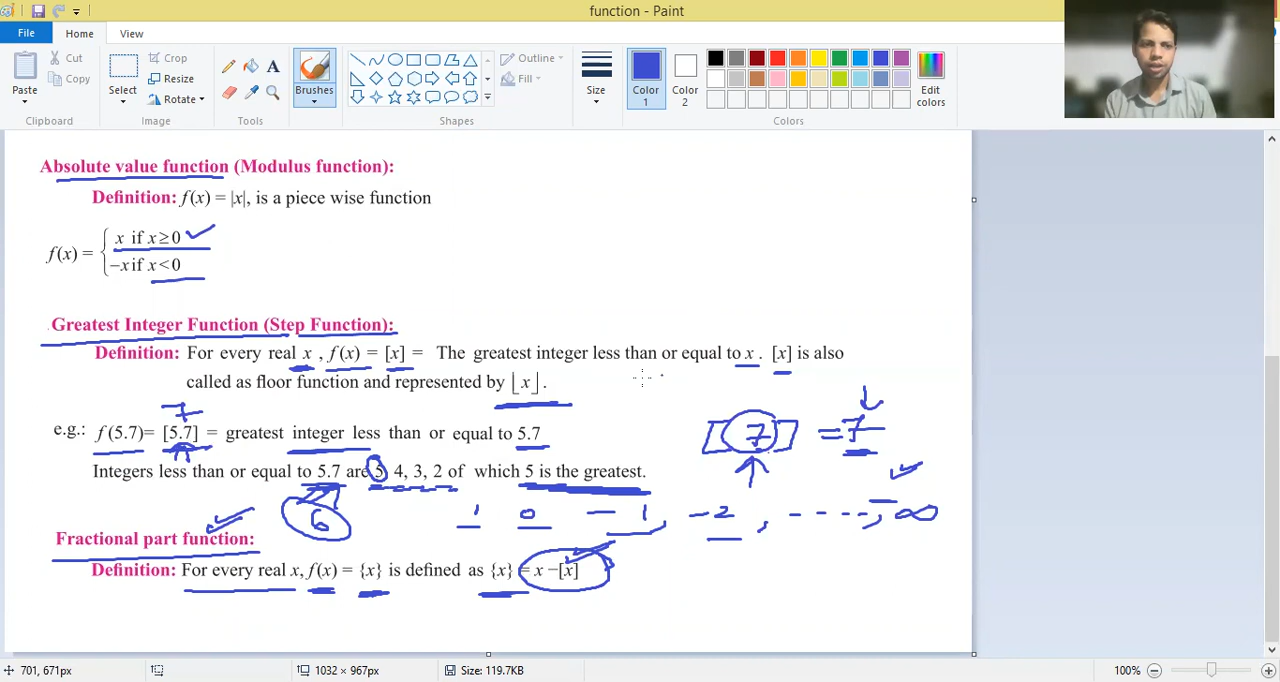 function - Paint
File Home View
Paste Cut Copy Clipboard
Select Crop Resize Rotate Image
Tools
Brushes
Shapes Outline Fill
Size
Color 1 Color 2 Edit colors Colors
Absolute value function (Modulus function):
Definition: f(x) = |x|, is a piece wise function
f(x) = { x if x≥0
−x if x<0
Greatest Integer Function (Step Function):
Definition: For every real x , f(x) = [x] = The greatest integer less than or equal to x . [x] is also
called as floor function and represented by ⌊x⌋.
7
e.g.: f(5.7)= [5.7] = greatest integer less than or equal to 5.7
[7] = 7
Integers less than or equal to 5.7 are 5, 4, 3, 2 of which 5 is the greatest.
6 1 0 -1, -2, ----, -∞
Fractional part function:
Definition: For every real x, f(x) = {x} is defined as {x} = x −[x]
701, 671px 1032 × 967px Size: 119.7KB 100%